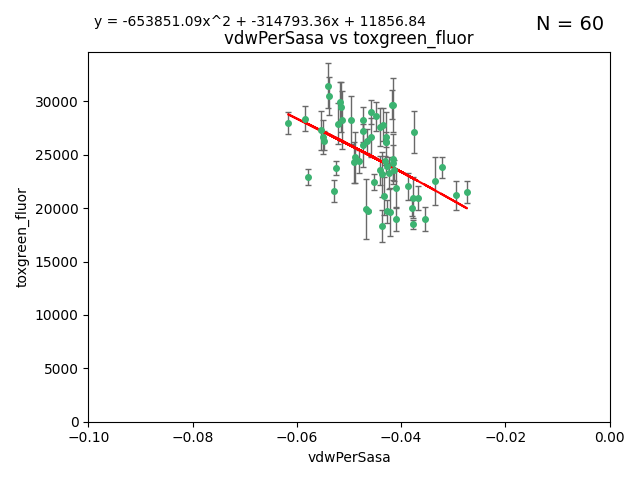 y = -653851.09x^2 + -314793.36x + 11856.84
N = 60
vdwPerSasa vs toxgreen_fluor
toxgreen_fluor
30000
25000
20000
15000
10000
5000
0
−0.10
−0.08
−0.06
−0.04
−0.02
0.00
vdwPerSasa